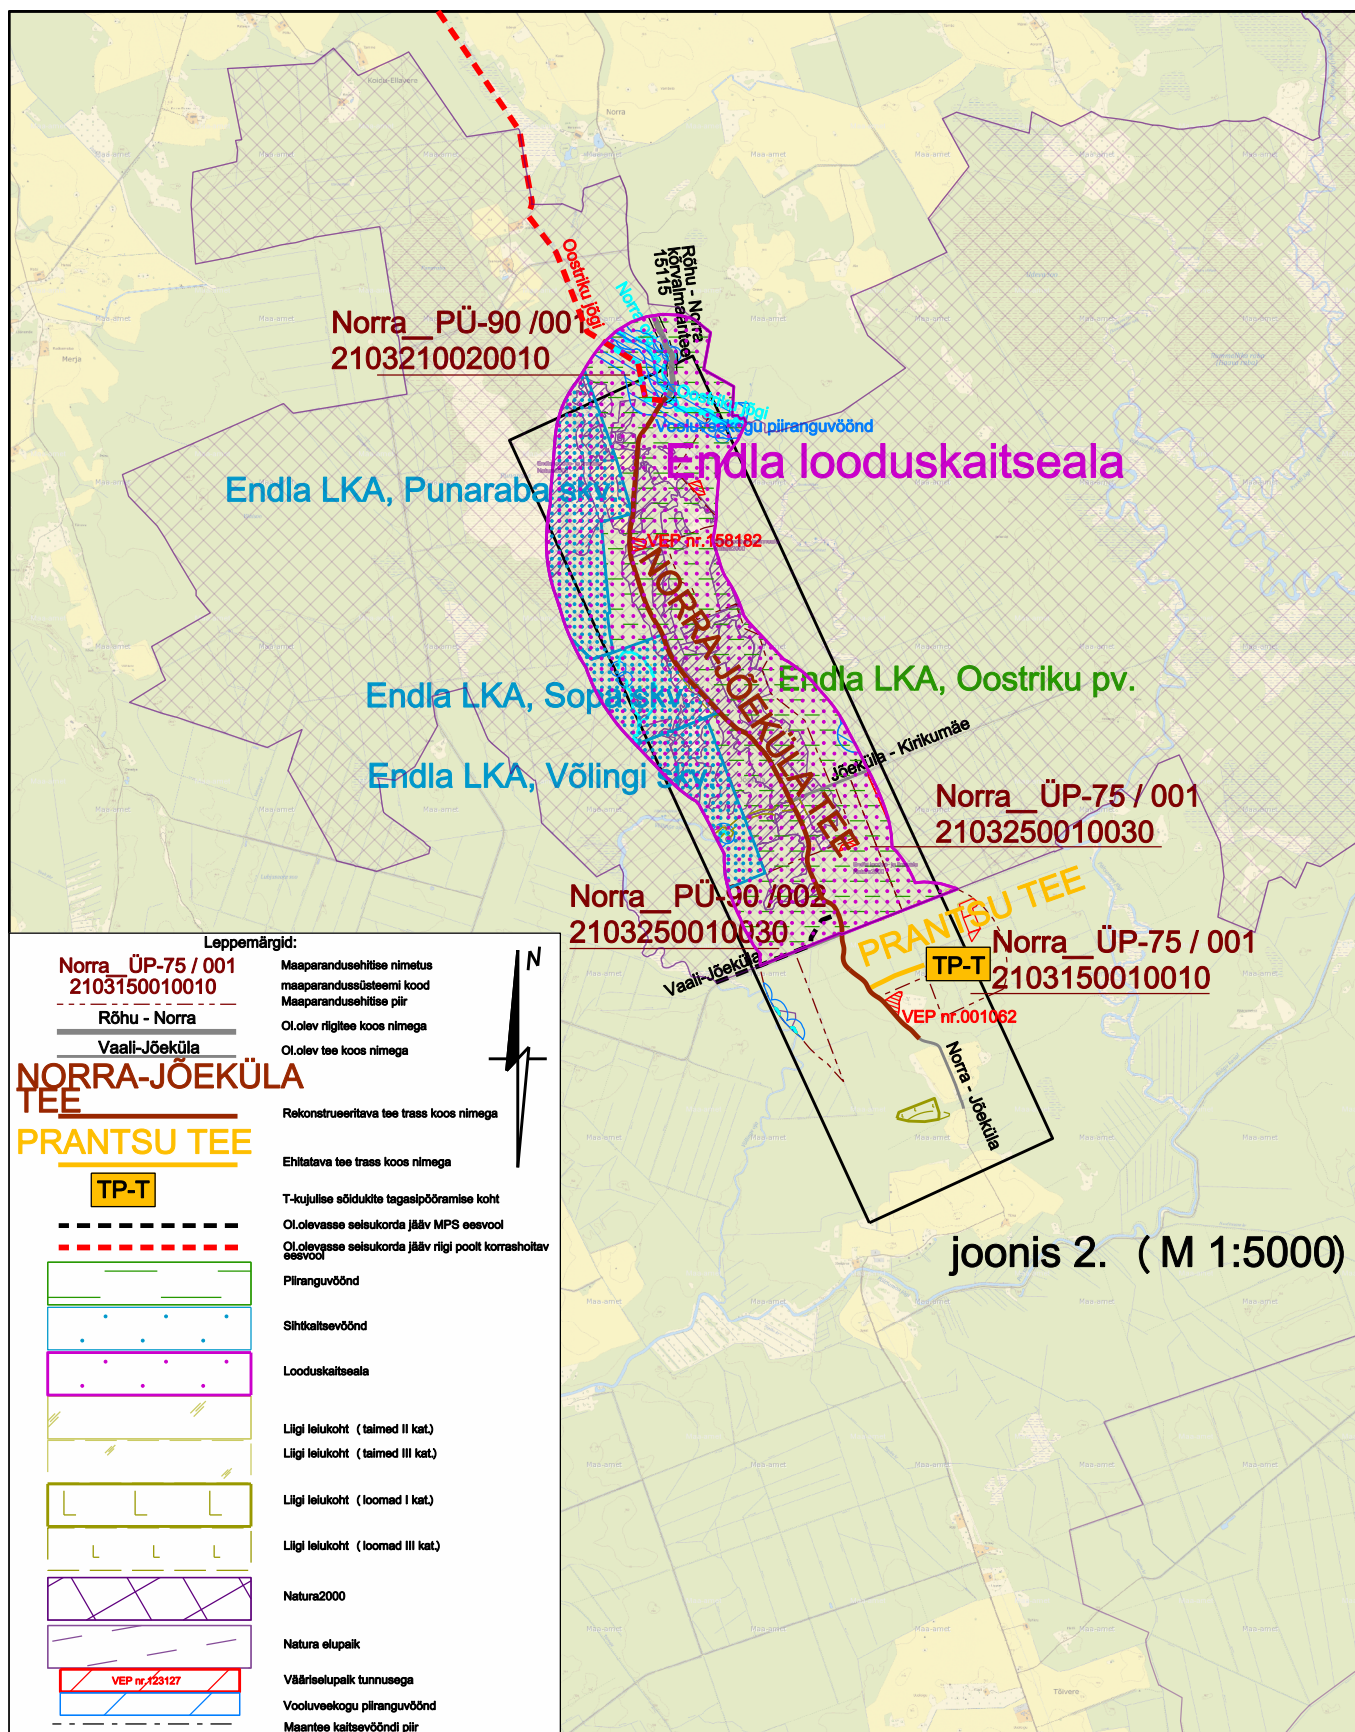 Koidu-Ellavere
Norra
Merja
Oostriku jõgi
Rõhu - Norra
kõrvalmaantee
15115
Norra__PÜ-90 /001
2103210020010
Oostriku jõgi
Vooluveekogu piiranguvöönd
Endla looduskaitseala
Endla LKA, Punaraba skv.
VEP nr.158182
NORRA-JÕEKÜLA TEE
Endla LKA, Oostriku pv.
Endla LKA, Sopa skv.
Endla LKA, Võlingi skv.
Jõeküla - Kirikumäe
Norra__ÜP-75 / 001
2103250010030
Norra__PÜ-90 /002
2103250010030
PRANTSU TEE
TP-T
Norra__ÜP-75 / 001
2103150010010
Vaali-Jõeküla
VEP nr.001062
Norra - Jõeküla
joonis 2. ( M 1:5000)
Tõivere
Leppemärgid:
N
Norra__ÜP-75 / 001
2103150010010
Maaparandusehitise nimetus
maaparandussüsteemi kood
Maaparandusehitise piir
Rõhu - Norra
Ol.olev riigitee koos nimega
Vaali-Jõeküla
Ol.olev tee koos nimega
NORRA-JÕEKÜLA
TEE
Rekonstrueeritava tee trass koos nimega
PRANTSU TEE
Ehitatava tee trass koos nimega
TP-T
T-kujulise sõidukite tagasipööramise koht
Ol.olevasse seisukorda jääv MPS eesvool
Ol.olevasse seisukorda jääv riigi poolt korrashoitav
eesvool
Piiranguvöönd
Sihtkaitsevöönd
Looduskaitseala
Liigi leiukoht ( taimed II kat.)
Liigi leiukoht ( taimed III kat.)
Liigi leiukoht ( loomad I kat.)
Liigi leiukoht ( loomad III kat.)
Natura2000
Natura elupaik
VEP nr.123127
Vääriselupaik tunnusega
Vooluveekogu piiranguvöönd
Maantee kaitsevööndi piir